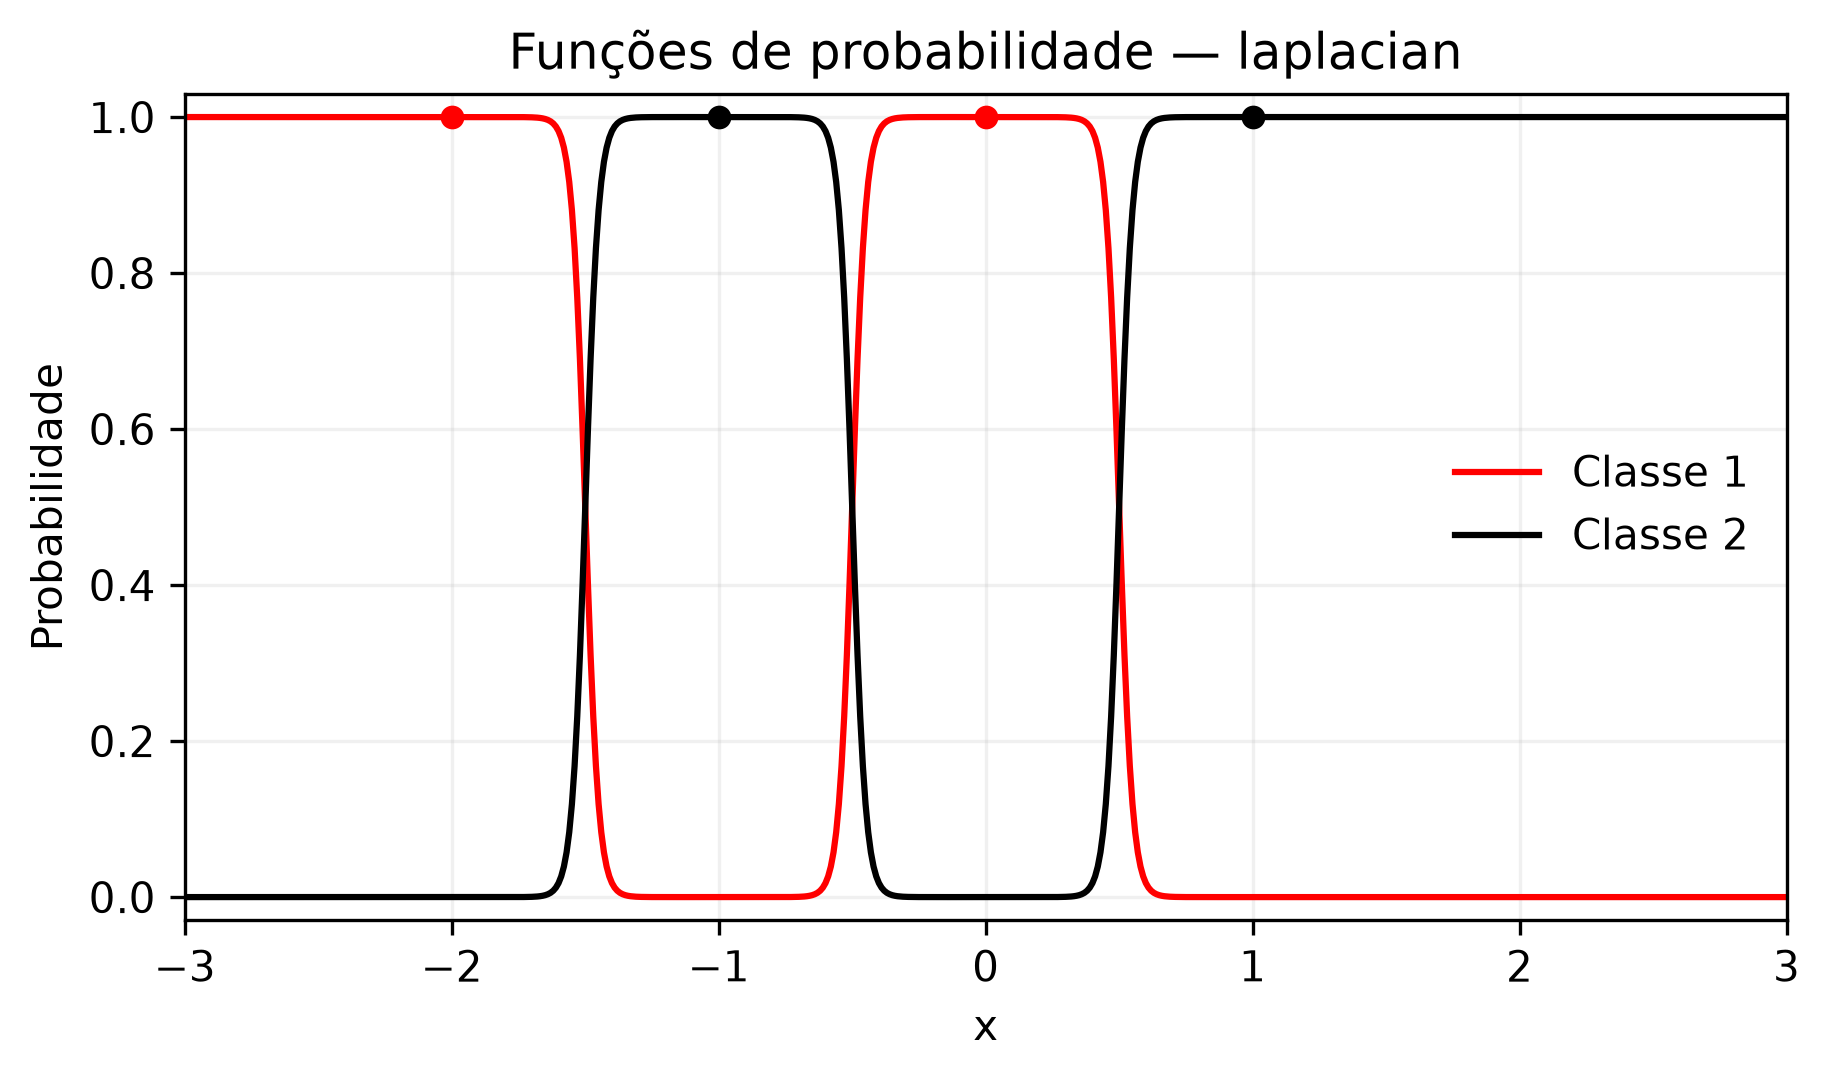 Funções de probabilidade — laplacian
1.0
0.8
0.6
0.4
0.2
0.0
Probabilidade
Classe 1
Classe 2
−3 −2 −1 0 1 2 3
x